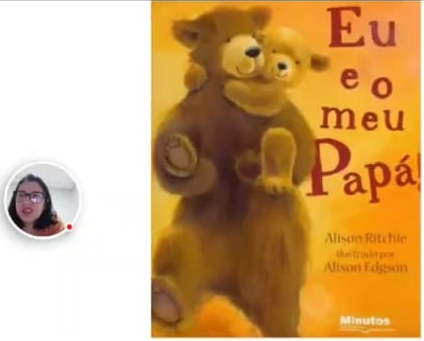 Eu
e o
meu
Papá!
Alison Ritchie
ilustrado por
Alison Edgson
Minutos